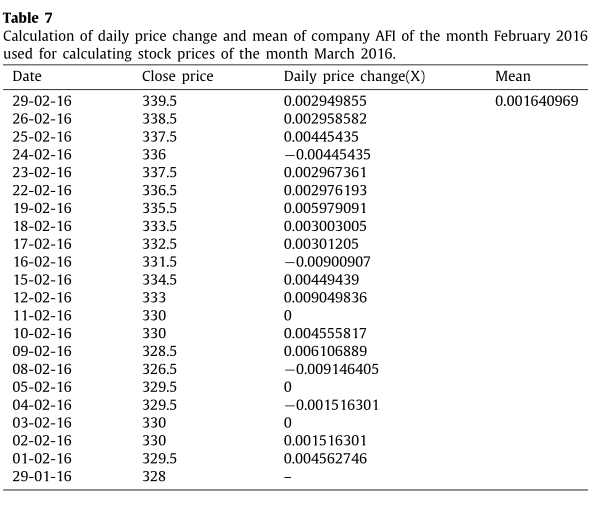 Table 7
Calculation of daily price change and mean of company AFI of the month February 2016
used for calculating stock prices of the month March 2016.
Date Close price Daily price change(X) Mean
29-02-16 339.5 0.002949855 0.001640969
26-02-16 338.5 0.002958582
25-02-16 337.5 0.00445435
24-02-16 336 −0.00445435
23-02-16 337.5 0.002967361
22-02-16 336.5 0.002976193
19-02-16 335.5 0.005979091
18-02-16 333.5 0.003003005
17-02-16 332.5 0.00301205
16-02-16 331.5 −0.00900907
15-02-16 334.5 0.00449439
12-02-16 333 0.009049836
11-02-16 330 0
10-02-16 330 0.004555817
09-02-16 328.5 0.006106889
08-02-16 326.5 −0.009146405
05-02-16 329.5 0
04-02-16 329.5 −0.001516301
03-02-16 330 0
02-02-16 330 0.001516301
01-02-16 329.5 0.004562746
29-01-16 328 –